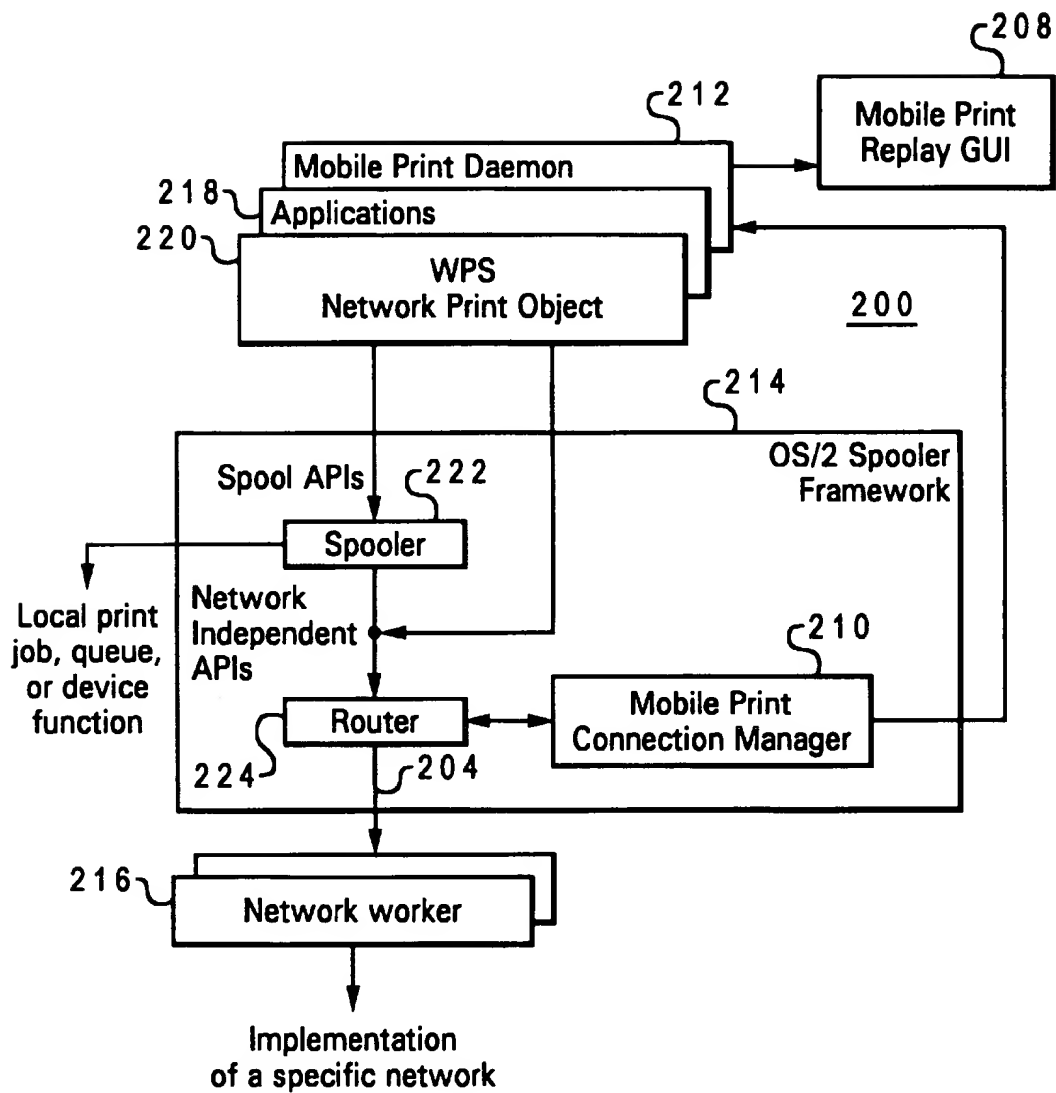 208
Mobile Print
Replay GUI
212
Mobile Print Daemon
218
Applications
220
WPS
Network Print Object
200
214
OS/2 Spooler
Framework
Spool APIs
222
Spooler
Local print
job, queue,
or device
function
Network
Independent
APIs
210
Mobile Print
Connection Manager
Router
224
204
216
Network worker
Implementation
of a specific network